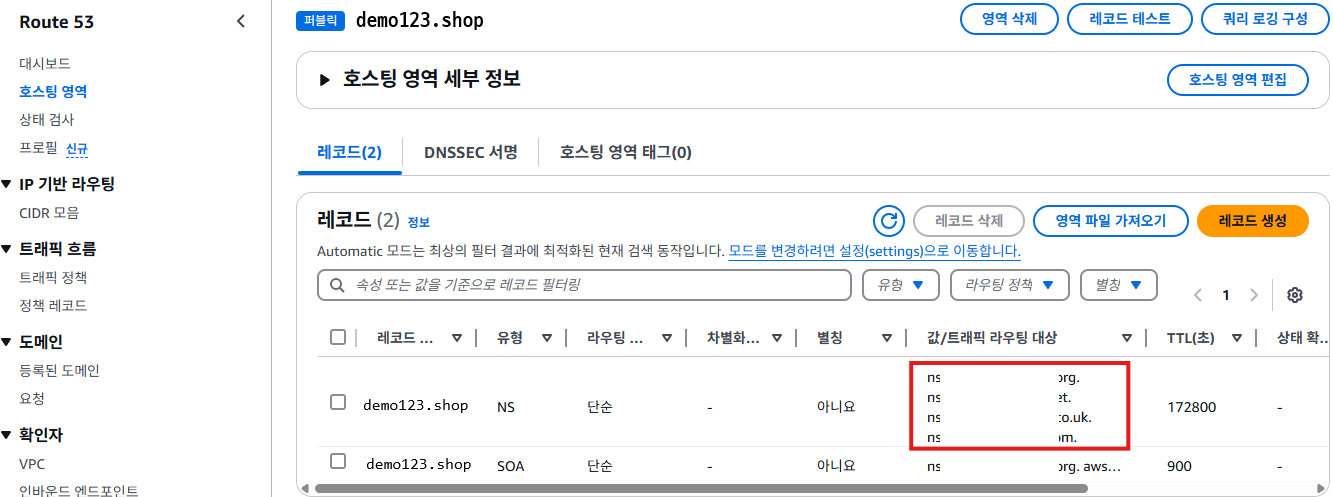 Route 53
대시보드
호스팅 영역
상태 검사
프로필 신규
IP 기반 라우팅
CIDR 모음
트래픽 흐름
트래픽 정책
정책 레코드
도메인
등록된 도메인
요청
확인자
VPC
인바운드 엔드포인트
퍼블릭 demo123.shop
영역 삭제 레코드 테스트 쿼리 로깅 구성
호스팅 영역 세부 정보 호스팅 영역 편집
레코드(2) DNSSEC 서명 호스팅 영역 태그(0)
레코드 (2) 정보 레코드 삭제 영역 파일 가져오기 레코드 생성
Automatic 모드는 최상의 필터 결과에 최적화된 현재 검색 동작입니다. 모드를 변경하려면 설정(settings)으로 이동합니다.
속성 또는 값을 기준으로 레코드 필터링 유형 라우팅 정책 별칭 1
레코드 ... 유형 라우팅 ... 차별화... 별칭 값/트래픽 라우팅 대상 TTL(초) 상태 확...
demo123.shop NS 단순 - 아니요 ns org. 172800 -
ns et.
ns co.uk.
ns om.
demo123.shop SOA 단순 - 아니요 ns org. aws... 900 -